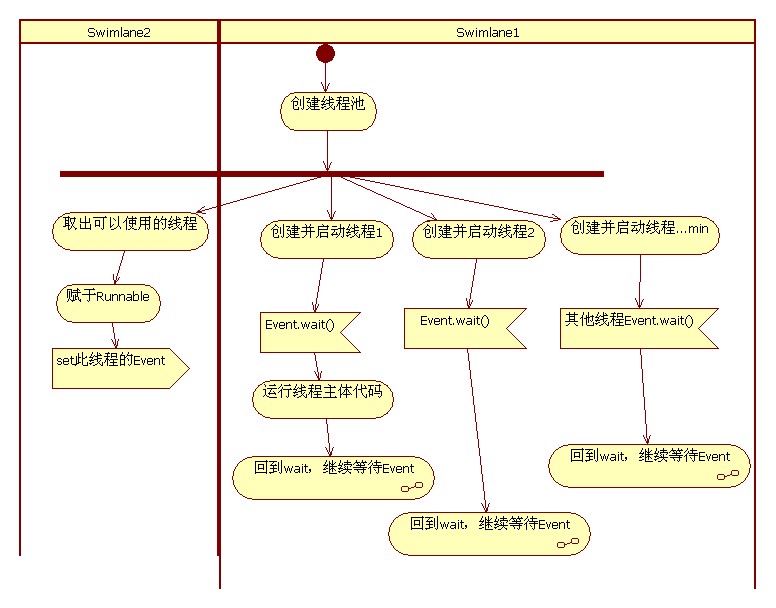 Swimlane2
Swimlane1
创建线程池
取出可以使用的线程
创建并启动线程1
创建并启动线程2
创建并启动线程...min
赋于Runnable
Event.wait()
Event.wait()
其他线程Event.wait()
set此线程的Event
运行线程主体代码
回到wait，继续等待Event
回到wait，继续等待Event
回到wait，继续等待Event